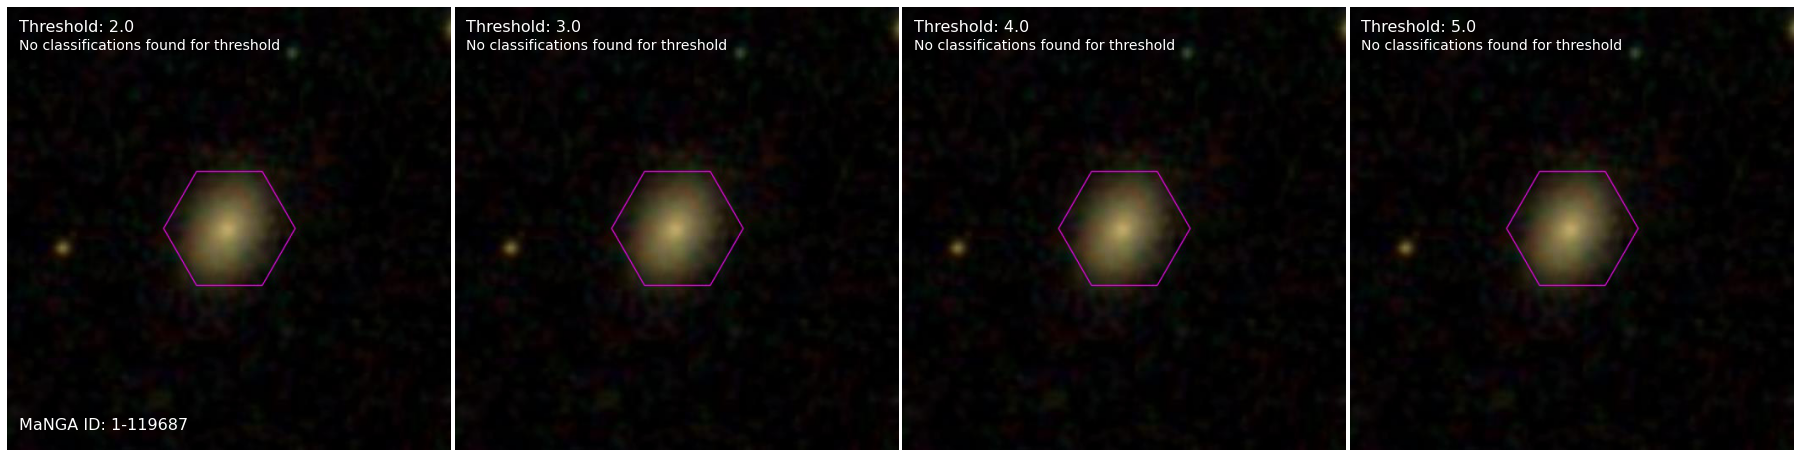 Threshold: 2.0
No classifications found for threshold
MaNGA ID: 1-119687
Threshold: 3.0
No classifications found for threshold
Threshold: 4.0
No classifications found for threshold
Threshold: 5.0
No classifications found for threshold